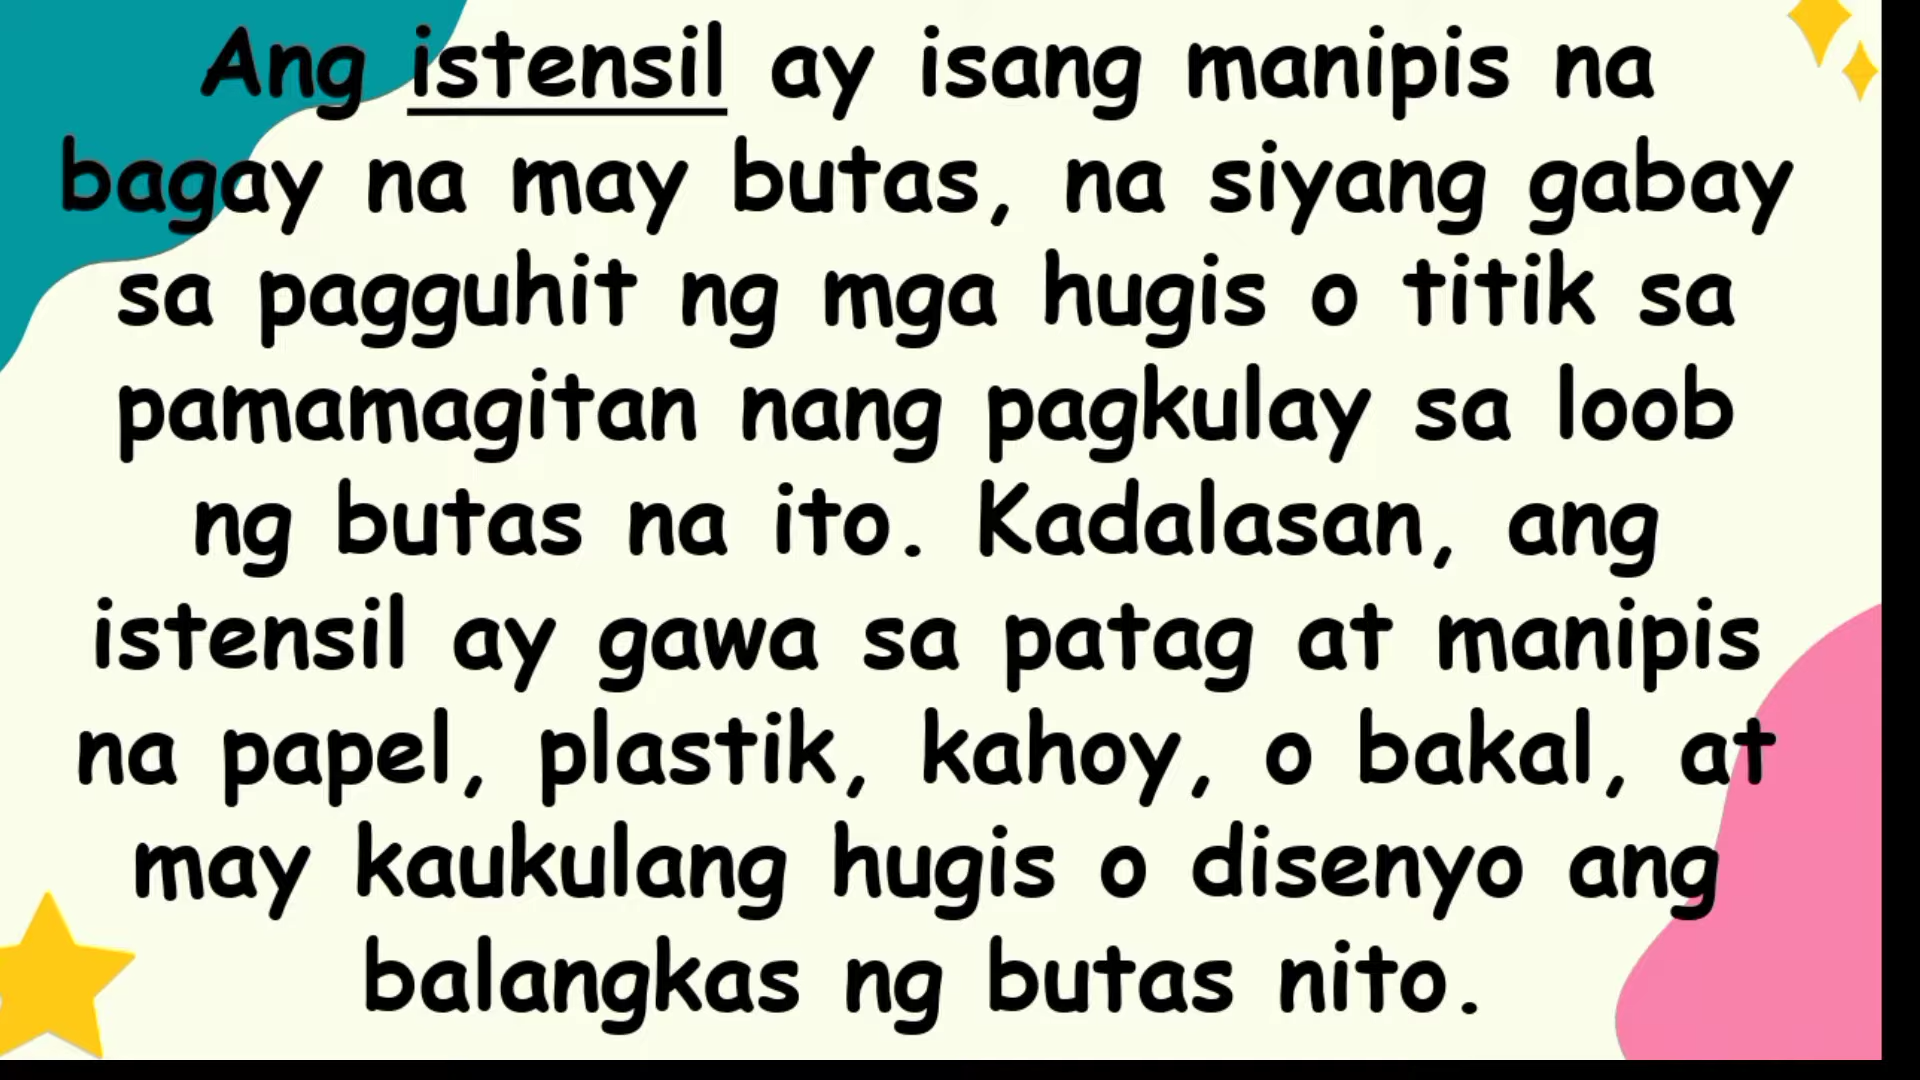 Ang istensil ay isang manipis na
bagay na may butas, na siyang gabay
sa pagguhit ng mga hugis o titik sa
pamamagitan nang pagkulay sa loob
ng butas na ito. Kadalasan, ang
istensil ay gawa sa patag at manipis
na papel, plastik, kahoy, o bakal, at
may kaukulang hugis o disenyo ang
balangkas ng butas nito.